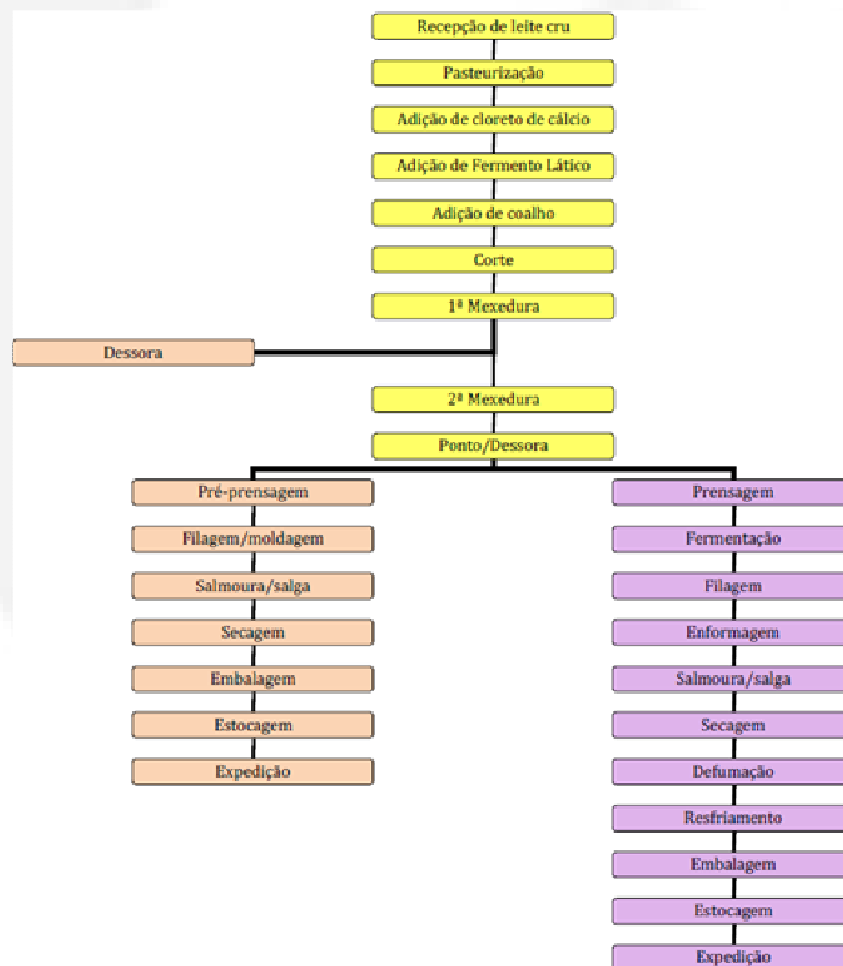 Recepção de leite cru
Pasteurização
Adição de cloreto de cálcio
Adição de Fermento Lático
Adição de coalho
Corte
1ª Mexedura
Dessora
2ª Mexedura
Ponto/Dessora
Pré-prensagem
Filagem/moldagem
Salmoura/salga
Secagem
Embalagem
Estocagem
Expedição
Prensagem
Fermentação
Filagem
Enformagem
Salmoura/salga
Secagem
Defumação
Resfriamento
Embalagem
Estocagem
Expedição